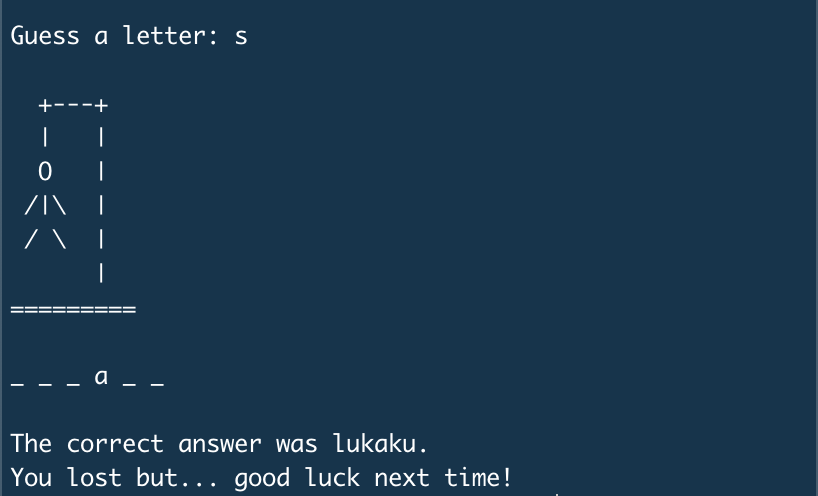 Guess a letter: s
  +---+
  |   |
  O   |
 /|\  |
 / \  |
      |
=========
_ _ _ a _ _
The correct answer was lukaku.
You lost but... good luck next time!